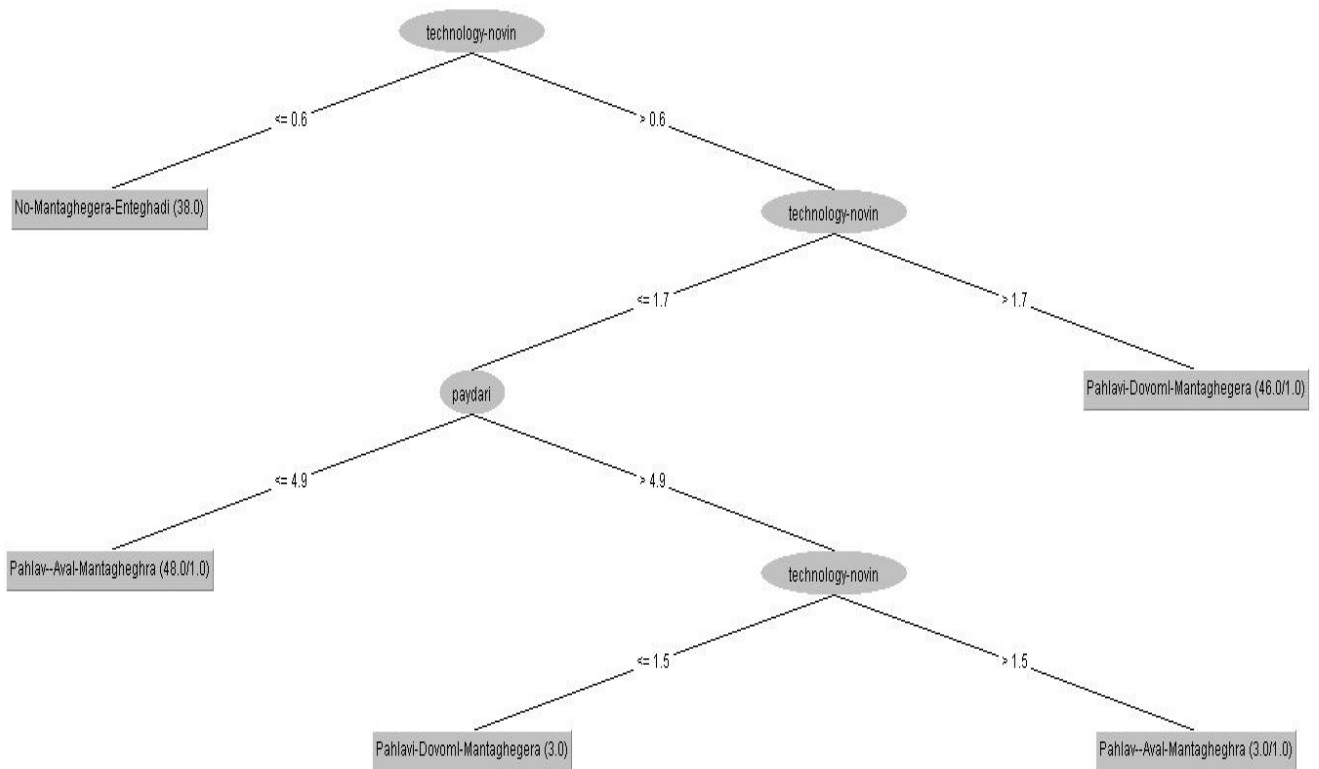 technology-novin
<= 0.6
> 0.6
No-Mantaghegera-Enteghadi (38.0)
technology-novin
<= 1.7
> 1.7
paydari
Pahlavi-Dovoml-Mantaghegera (46.0/1.0)
<= 4.9
> 4.9
Pahlav--Aval-Mantagheghra (48.0/1.0)
technology-novin
<= 1.5
> 1.5
Pahlavi-Dovoml-Mantaghegera (3.0)
Pahlav--Aval-Mantagheghra (3.0/1.0)